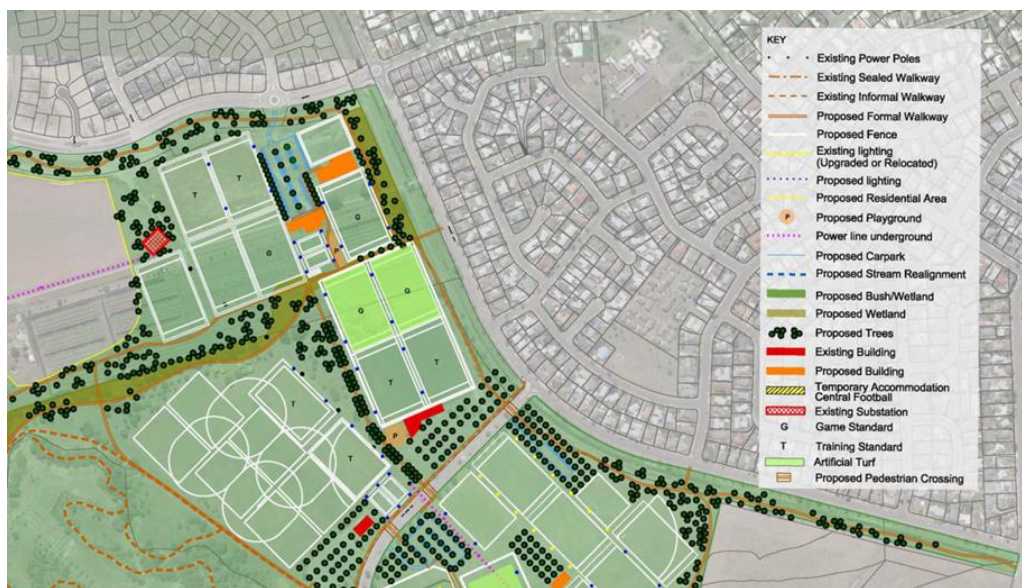 KEY
Existing Power Poles
Existing Sealed Walkway
Existing Informal Walkway
Proposed Formal Walkway
Proposed Fence
Existing lighting
(Upgraded or Relocated)
Proposed lighting
Proposed Residential Area
P Proposed Playground
Power line underground
Proposed Carpark
Proposed Stream Realignment
Proposed Bush/Wetland
Proposed Wetland
Proposed Trees
Existing Building
Proposed Building
Temporary Accommodation
Central Football
Existing Substation
G Game Standard
T Training Standard
Artificial Turf
Proposed Pedestrian Crossing
T
T
G
G
G
G
T
T
P
T
T